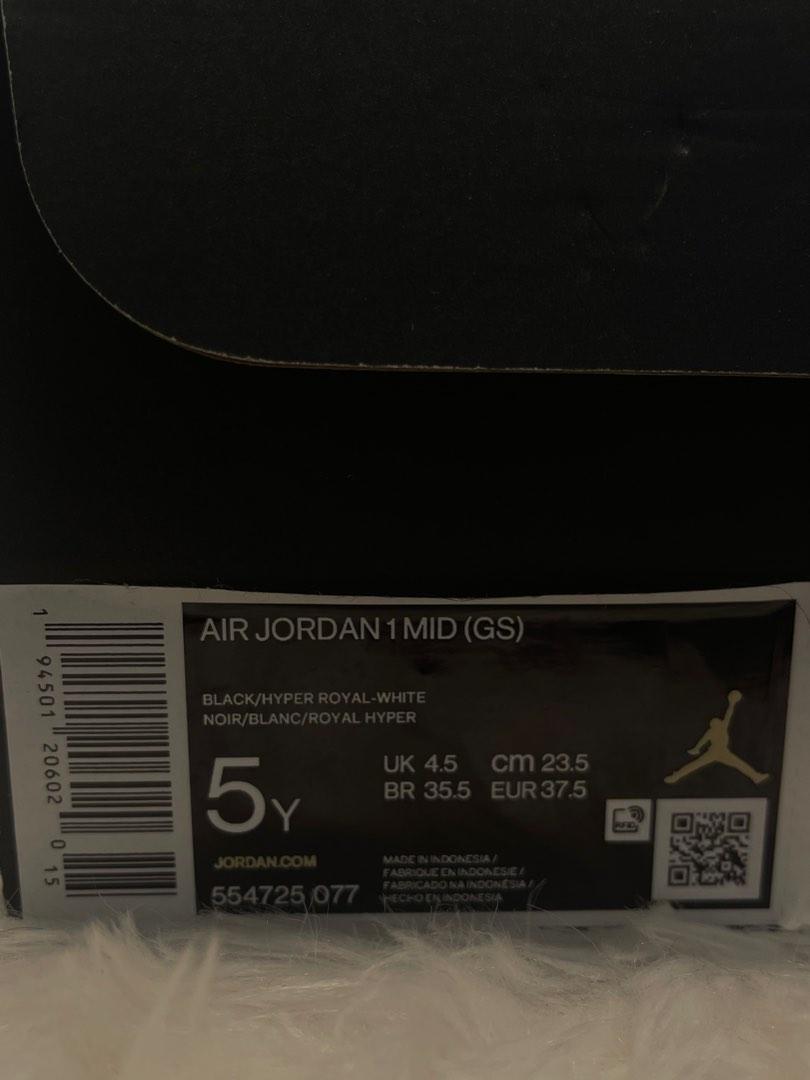 AIR JORDAN 1 MID (GS)
BLACK/HYPER ROYAL-WHITE
NOIR/BLANC/ROYAL HYPER
5Y
UK 4.5 cm 23.5
BR 35.5 EUR 37.5
RFID
JORDAN.COM
554725 077
MADE IN INDONESIA /
FABRIQUE EN INDONESIE /
FABRICADO NA INDONÉSIA /
HECHO EN INDONESIA
1 94501 20602 0 15